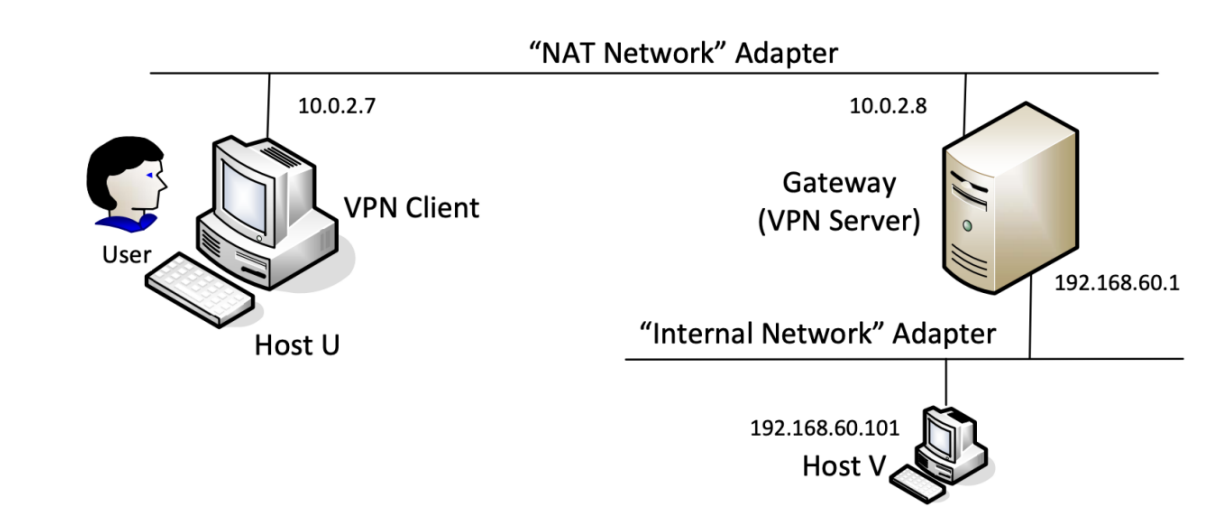 “NAT Network” Adapter
10.0.2.7
10.0.2.8
Gateway
(VPN Server)
VPN Client
User
192.168.60.1
Host U
“Internal Network” Adapter
192.168.60.101
Host V